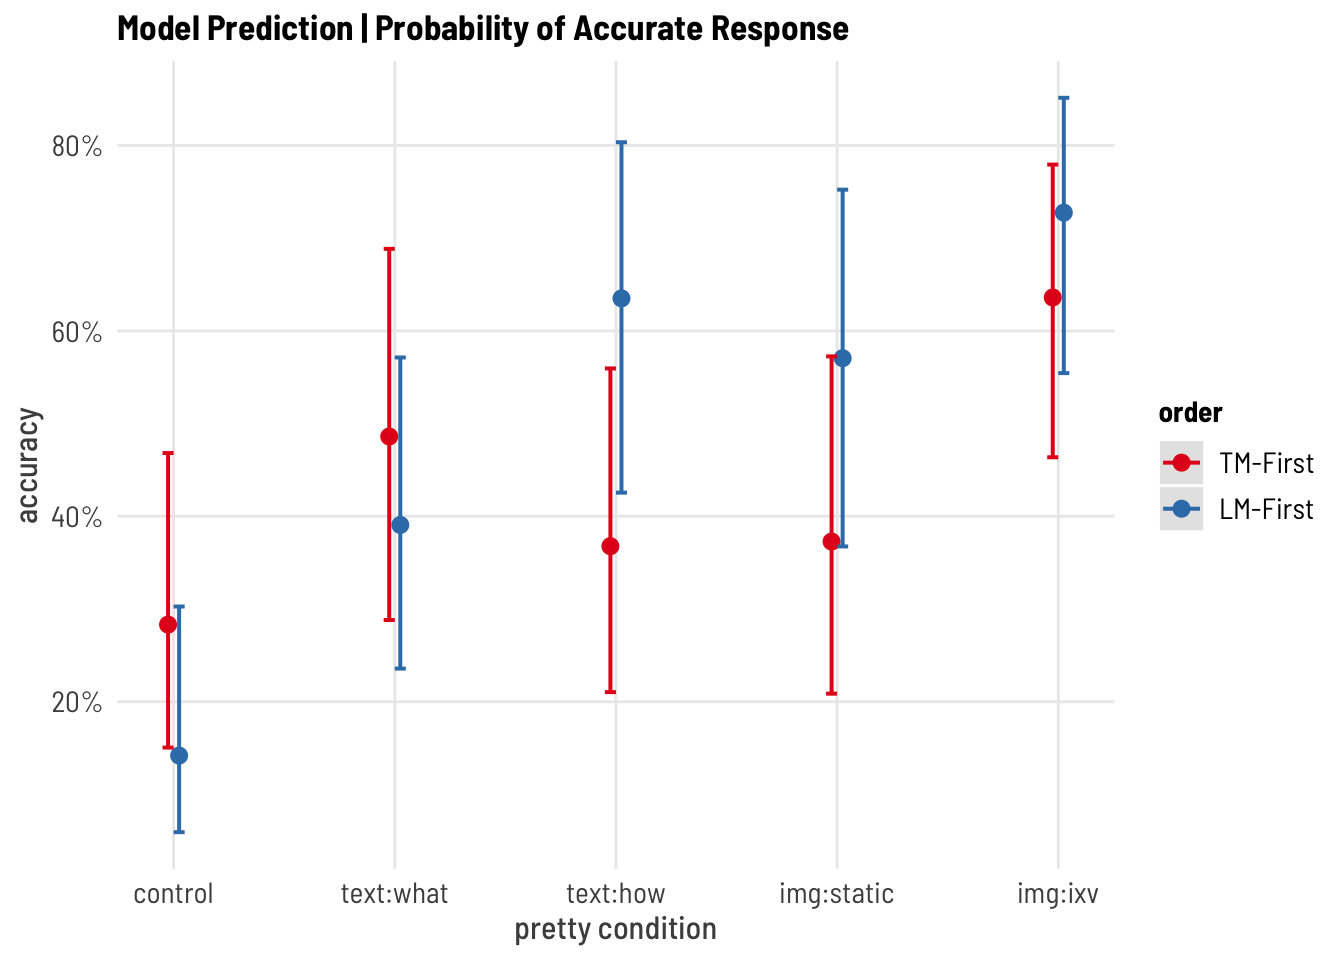 Model Prediction | Probability of Accurate Response
80%
60%
40%
20%
accuracy
control
text:what
text:how
img:static
img:ixv
pretty condition
order
TM-First
LM-First